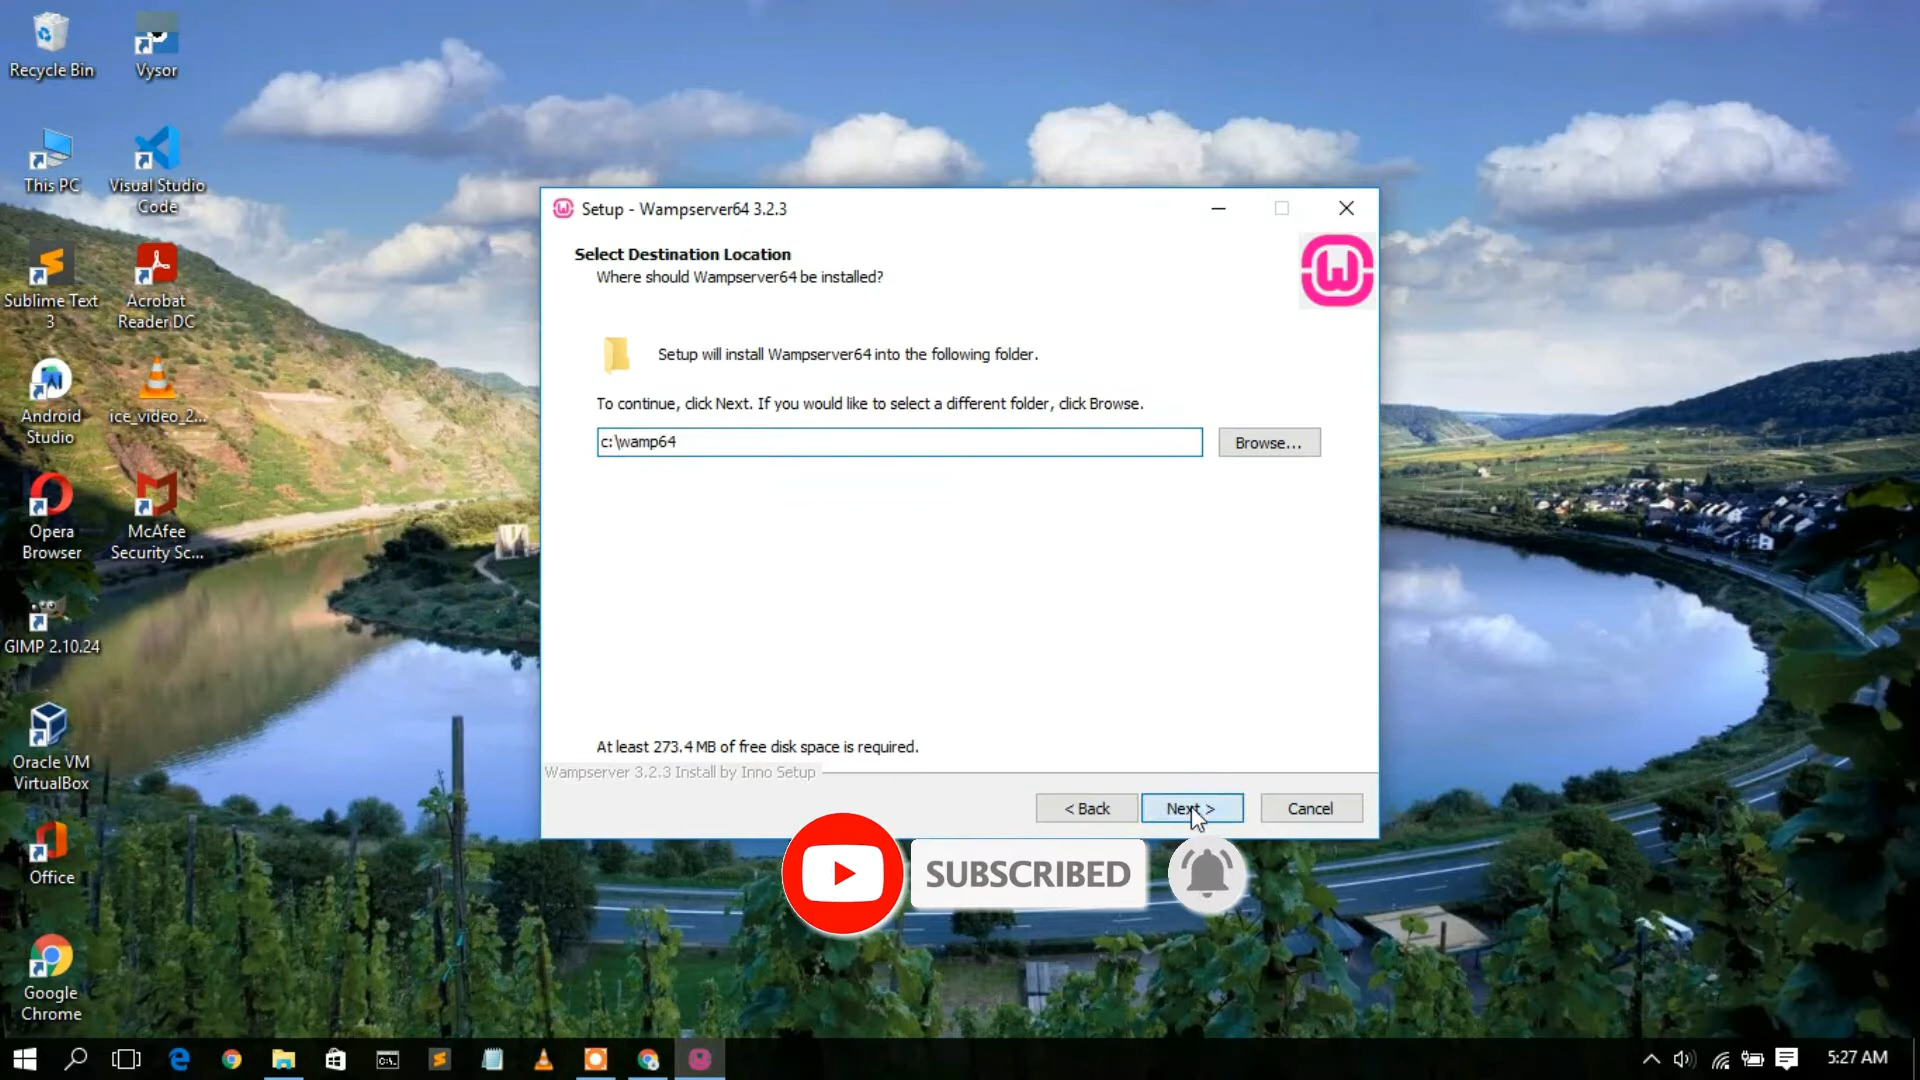 Recycle Bin
Vysor
This PC
Visual Studio
Code
Sublime Text
3
Acrobat
Reader DC
Android
Studio
ice_video_2...
Opera
Browser
McAfee
Security Sc...
GIMP 2.10.24
Oracle VM
VirtualBox
Office
Google
Chrome
Setup - Wampserver64 3.2.3
Select Destination Location
Where should Wampserver64 be installed?
Setup will install Wampserver64 into the following folder.
To continue, click Next. If you would like to select a different folder, click Browse.
c:\wamp64
Browse...
At least 273.4 MB of free disk space is required.
Wampserver 3.2.3 Install by Inno Setup
< Back
Next >
Cancel
SUBSCRIBED
5:27 AM